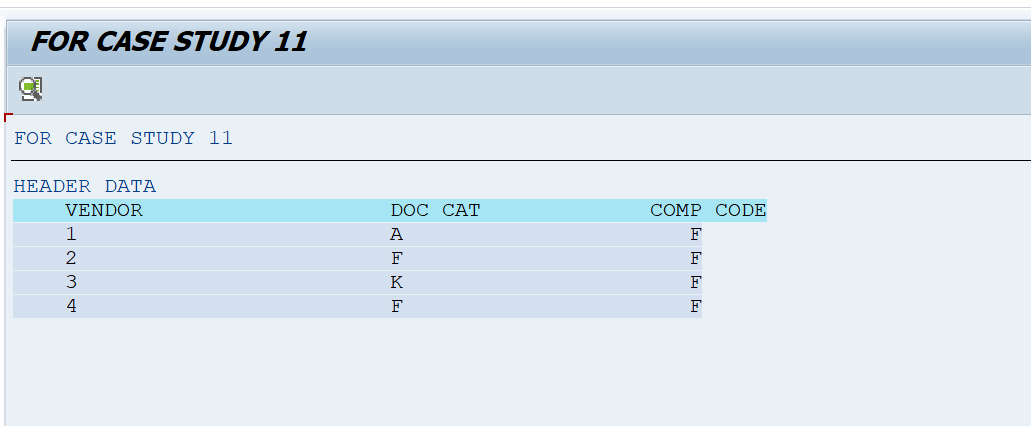 FOR CASE STUDY 11
FOR CASE STUDY 11
HEADER DATA
VENDOR DOC CAT COMP CODE
1 A F
2 F F
3 K F
4 F F